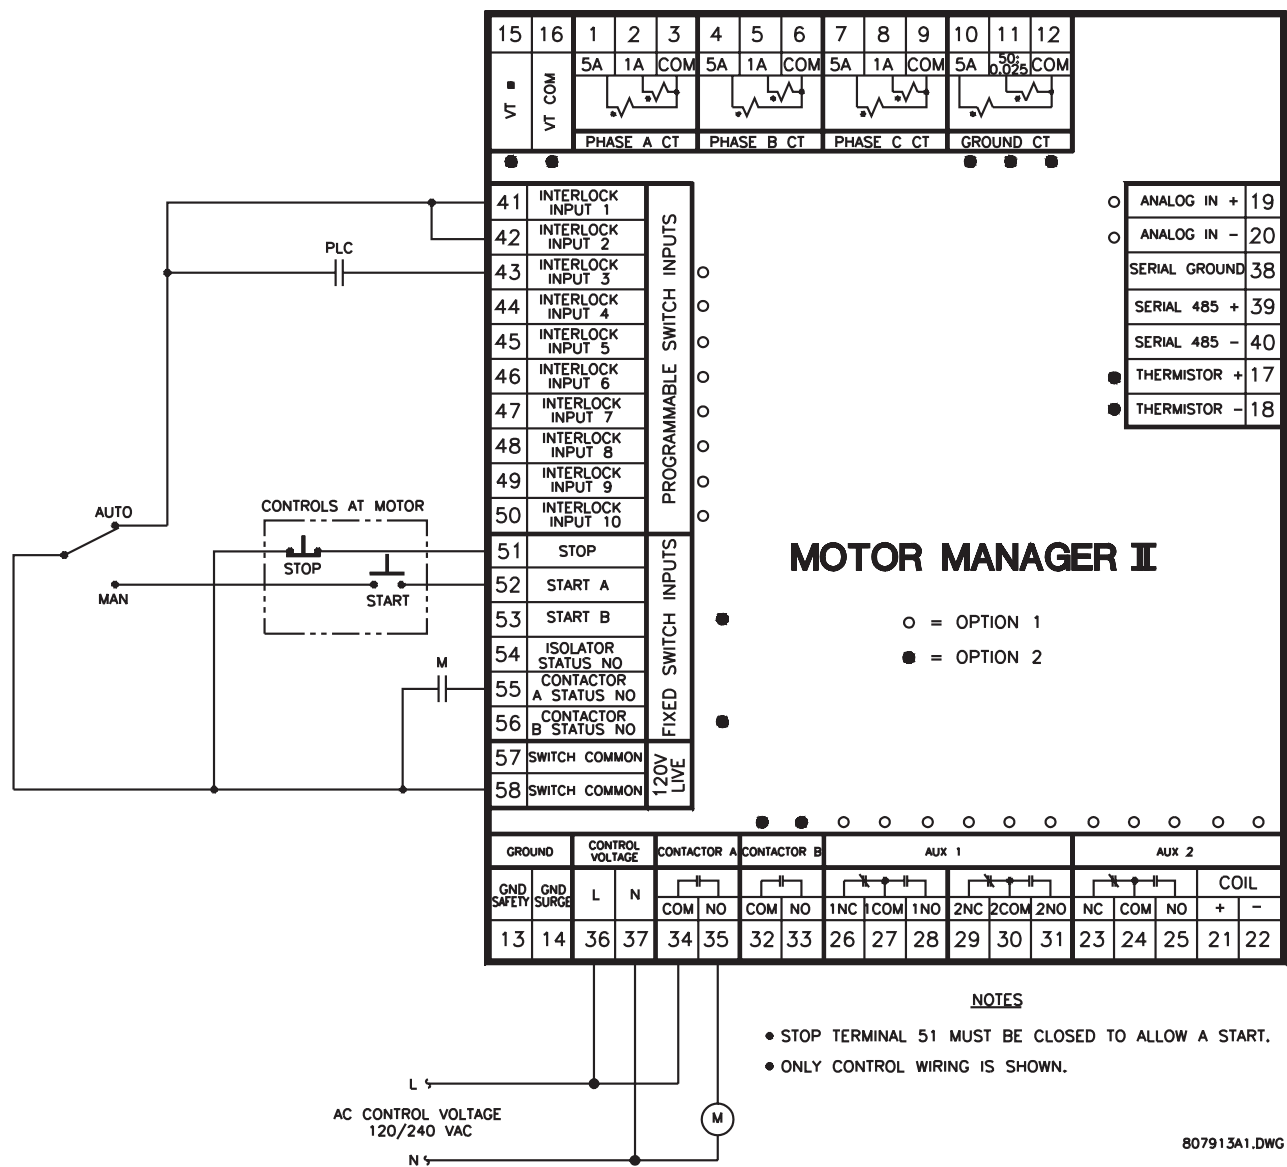 15 16 1 2 3 4 5 6 7 8 9 10 11 12
5A 1A COM 5A 1A COM 5A 1A COM 5A 50: 0.025 COM
VT
VT COM
PHASE A CT PHASE B CT PHASE C CT GROUND CT
41 INTERLOCK INPUT 1
42 INTERLOCK INPUT 2
43 INTERLOCK INPUT 3
44 INTERLOCK INPUT 4
45 INTERLOCK INPUT 5
46 INTERLOCK INPUT 6
47 INTERLOCK INPUT 7
48 INTERLOCK INPUT 8
49 INTERLOCK INPUT 9
50 INTERLOCK INPUT 10
PROGRAMMABLE SWITCH INPUTS
51 STOP
52 START A
53 START B
54 ISOLATOR STATUS NO
55 CONTACTOR A STATUS NO
56 CONTACTOR B STATUS NO
FIXED SWITCH INPUTS
57 SWITCH COMMON
58 SWITCH COMMON
120V LIVE
ANALOG IN + 19
ANALOG IN - 20
SERIAL GROUND 38
SERIAL 485 + 39
SERIAL 485 - 40
THERMISTOR + 17
THERMISTOR - 18
PLC
AUTO
MAN
CONTROLS AT MOTOR
STOP
START
M
MOTOR MANAGER II
= OPTION 1
= OPTION 2
GROUND CONTROL VOLTAGE CONTACTOR A CONTACTOR B AUX 1 AUX 2
GND SAFETY GND SURGE L N COIL
COM NO COM NO 1NC 1COM 1NO 2NC 2COM 2NO NC COM NO + -
13 14 36 37 34 35 32 33 26 27 28 29 30 31 23 24 25 21 22
NOTES
• STOP TERMINAL 51 MUST BE CLOSED TO ALLOW A START.
• ONLY CONTROL WIRING IS SHOWN.
L
AC CONTROL VOLTAGE
120/240 VAC
N
M
807913A1.DWG